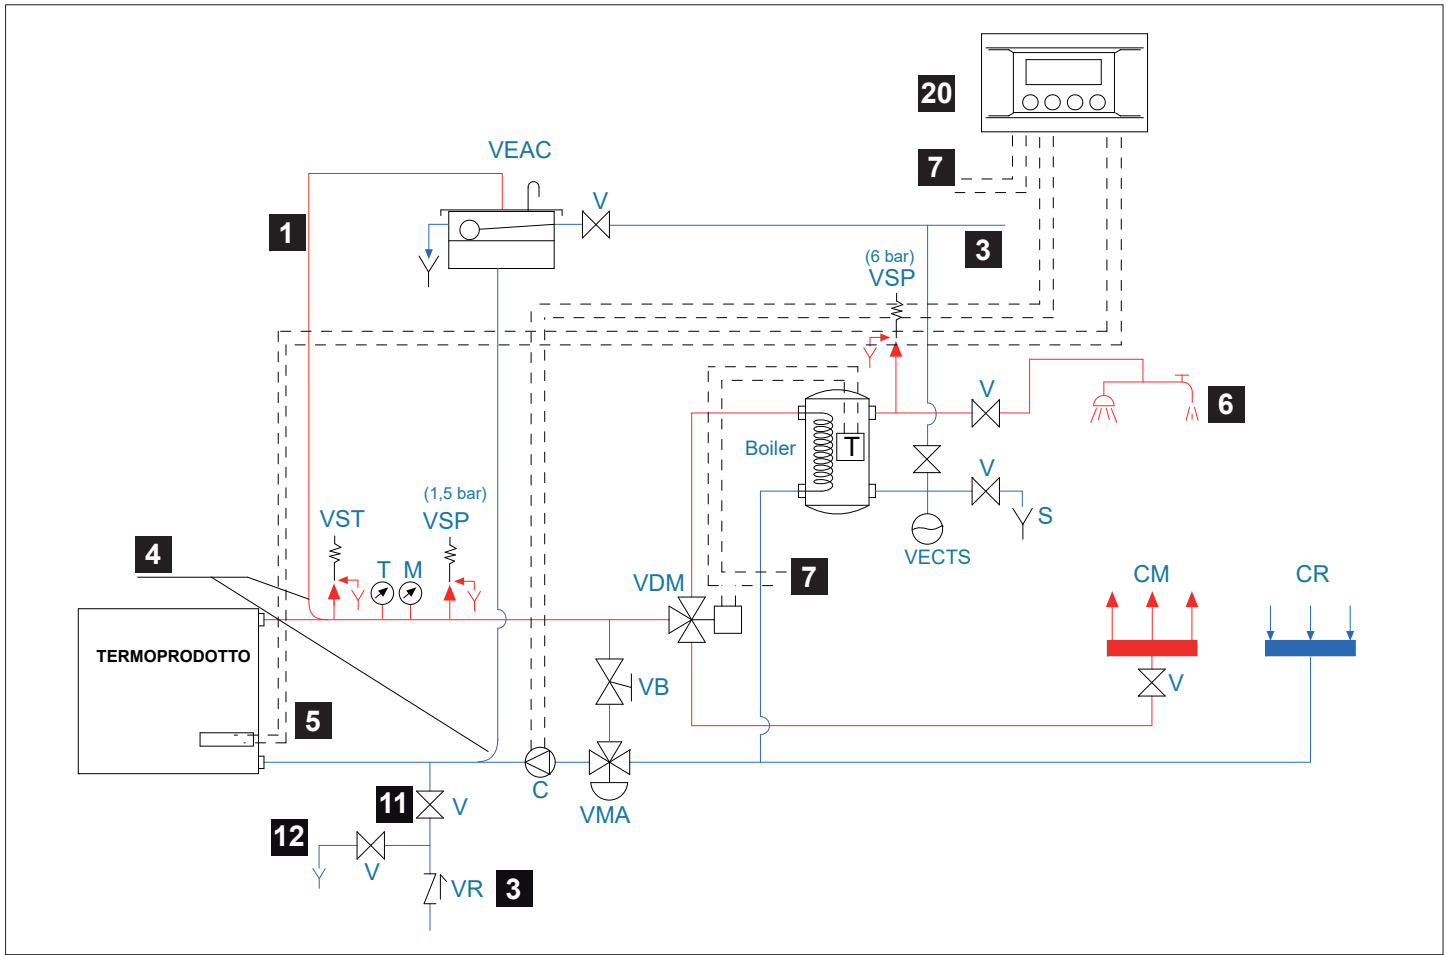 20
7
VEAC
V
1
3
(6 bar)
VSP
V
6
Boiler
T
V
S
(1,5 bar)
VST
VSP
VECTS
4
T
M
VDM
7
CM
CR
TERMOPRODOTTO
VB
V
5
C
VMA
11
V
12
V
VR
3